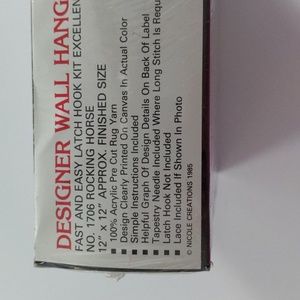 DESIGNER WALL HANG
FAST AND EASY LATCH HOOK KIT EXCELLEN
NO. 1706 ROCKING HORSE
12" x 12" APPROX. FINISHED SIZE
• 100% Acrylic Pre Cut Rug Yarn
• Design Clearly Printed On Canvas In Actual Color
• Simple Instructions Included
• Helpful Graph Of Design Details On Back Of Label
• Tapestry Needle Included Where Long Stitch Is Requ
• Latch Hook Not Included
• Lace Included If Shown In Photo
© NICOLE CREATIONS 1985